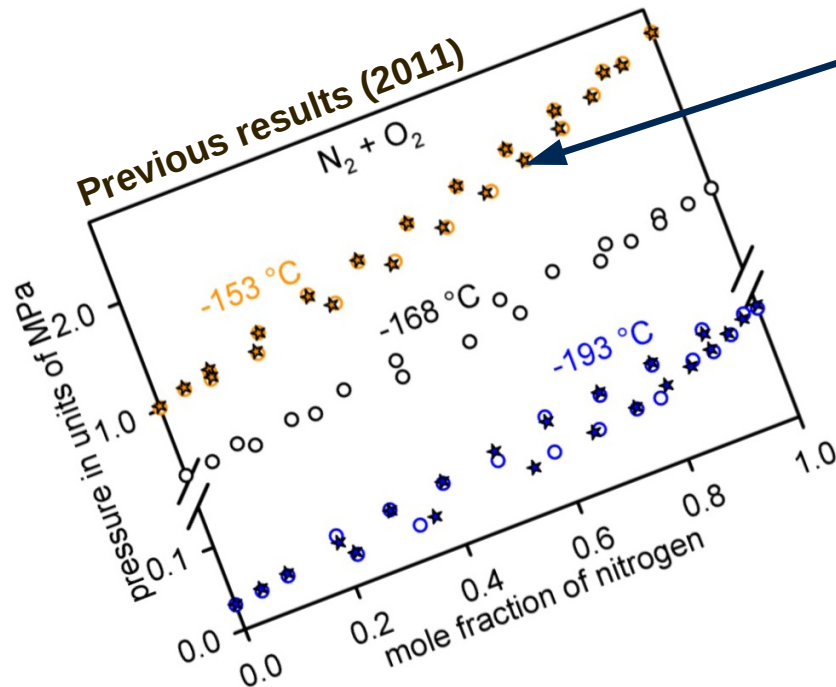 Previous results (2011)
N2 + O2
-153 °C
-168 °C
-193 °C
pressure in units of MPa
2.0
1.0
0.1
0.0
0.0
0.2
0.4
0.6
0.8
1.0
mole fraction of nitrogen